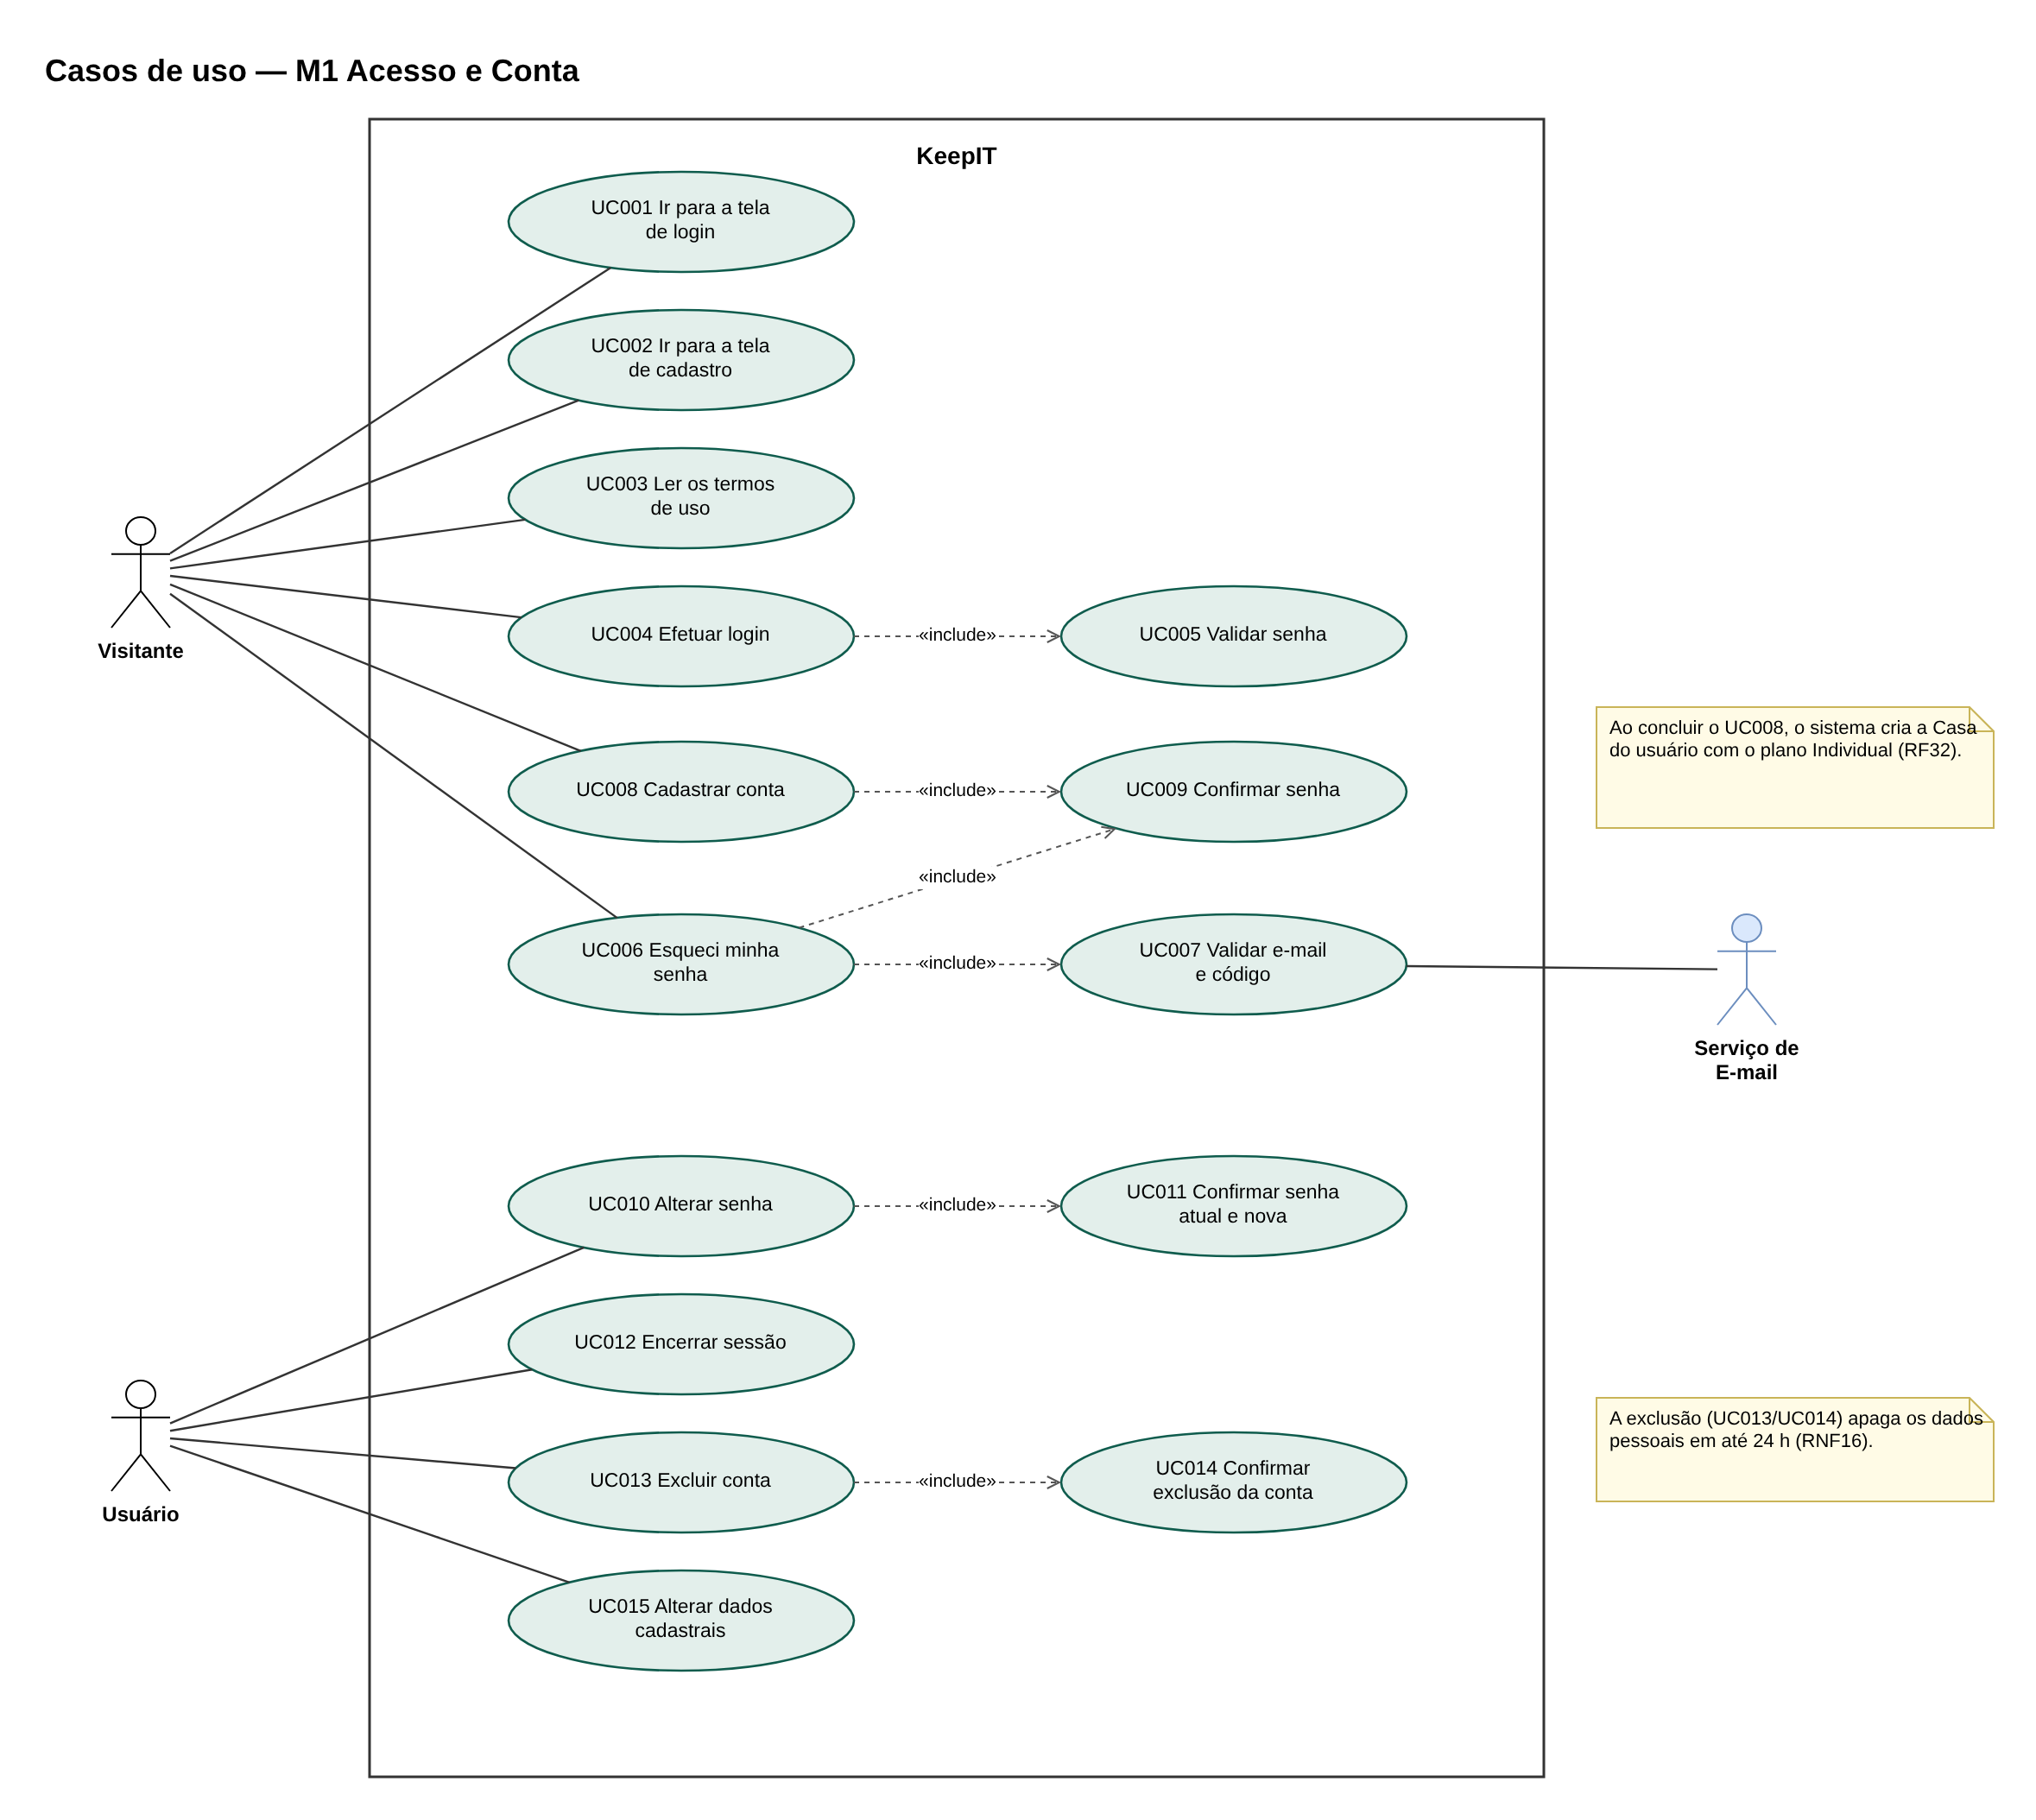 Casos de uso — M1 Acesso e Conta
KeepIT
UC001 Ir para a tela
de login
UC002 Ir para a tela
de cadastro
UC003 Ler os termos
de uso
Visitante
UC004 Efetuar login
«include»
UC005 Validar senha
Ao concluir o UC008, o sistema cria a Casa
do usuário com o plano Individual (RF32).
UC008 Cadastrar conta
«include»
UC009 Confirmar senha
«include»
UC006 Esqueci minha
senha
«include»
UC007 Validar e-mail
e código
Serviço de
E-mail
UC010 Alterar senha
«include»
UC011 Confirmar senha
atual e nova
UC012 Encerrar sessão
Usuário
UC013 Excluir conta
«include»
UC014 Confirmar
exclusão da conta
A exclusão (UC013/UC014) apaga os dados
pessoais em até 24 h (RNF16).
UC015 Alterar dados
cadastrais